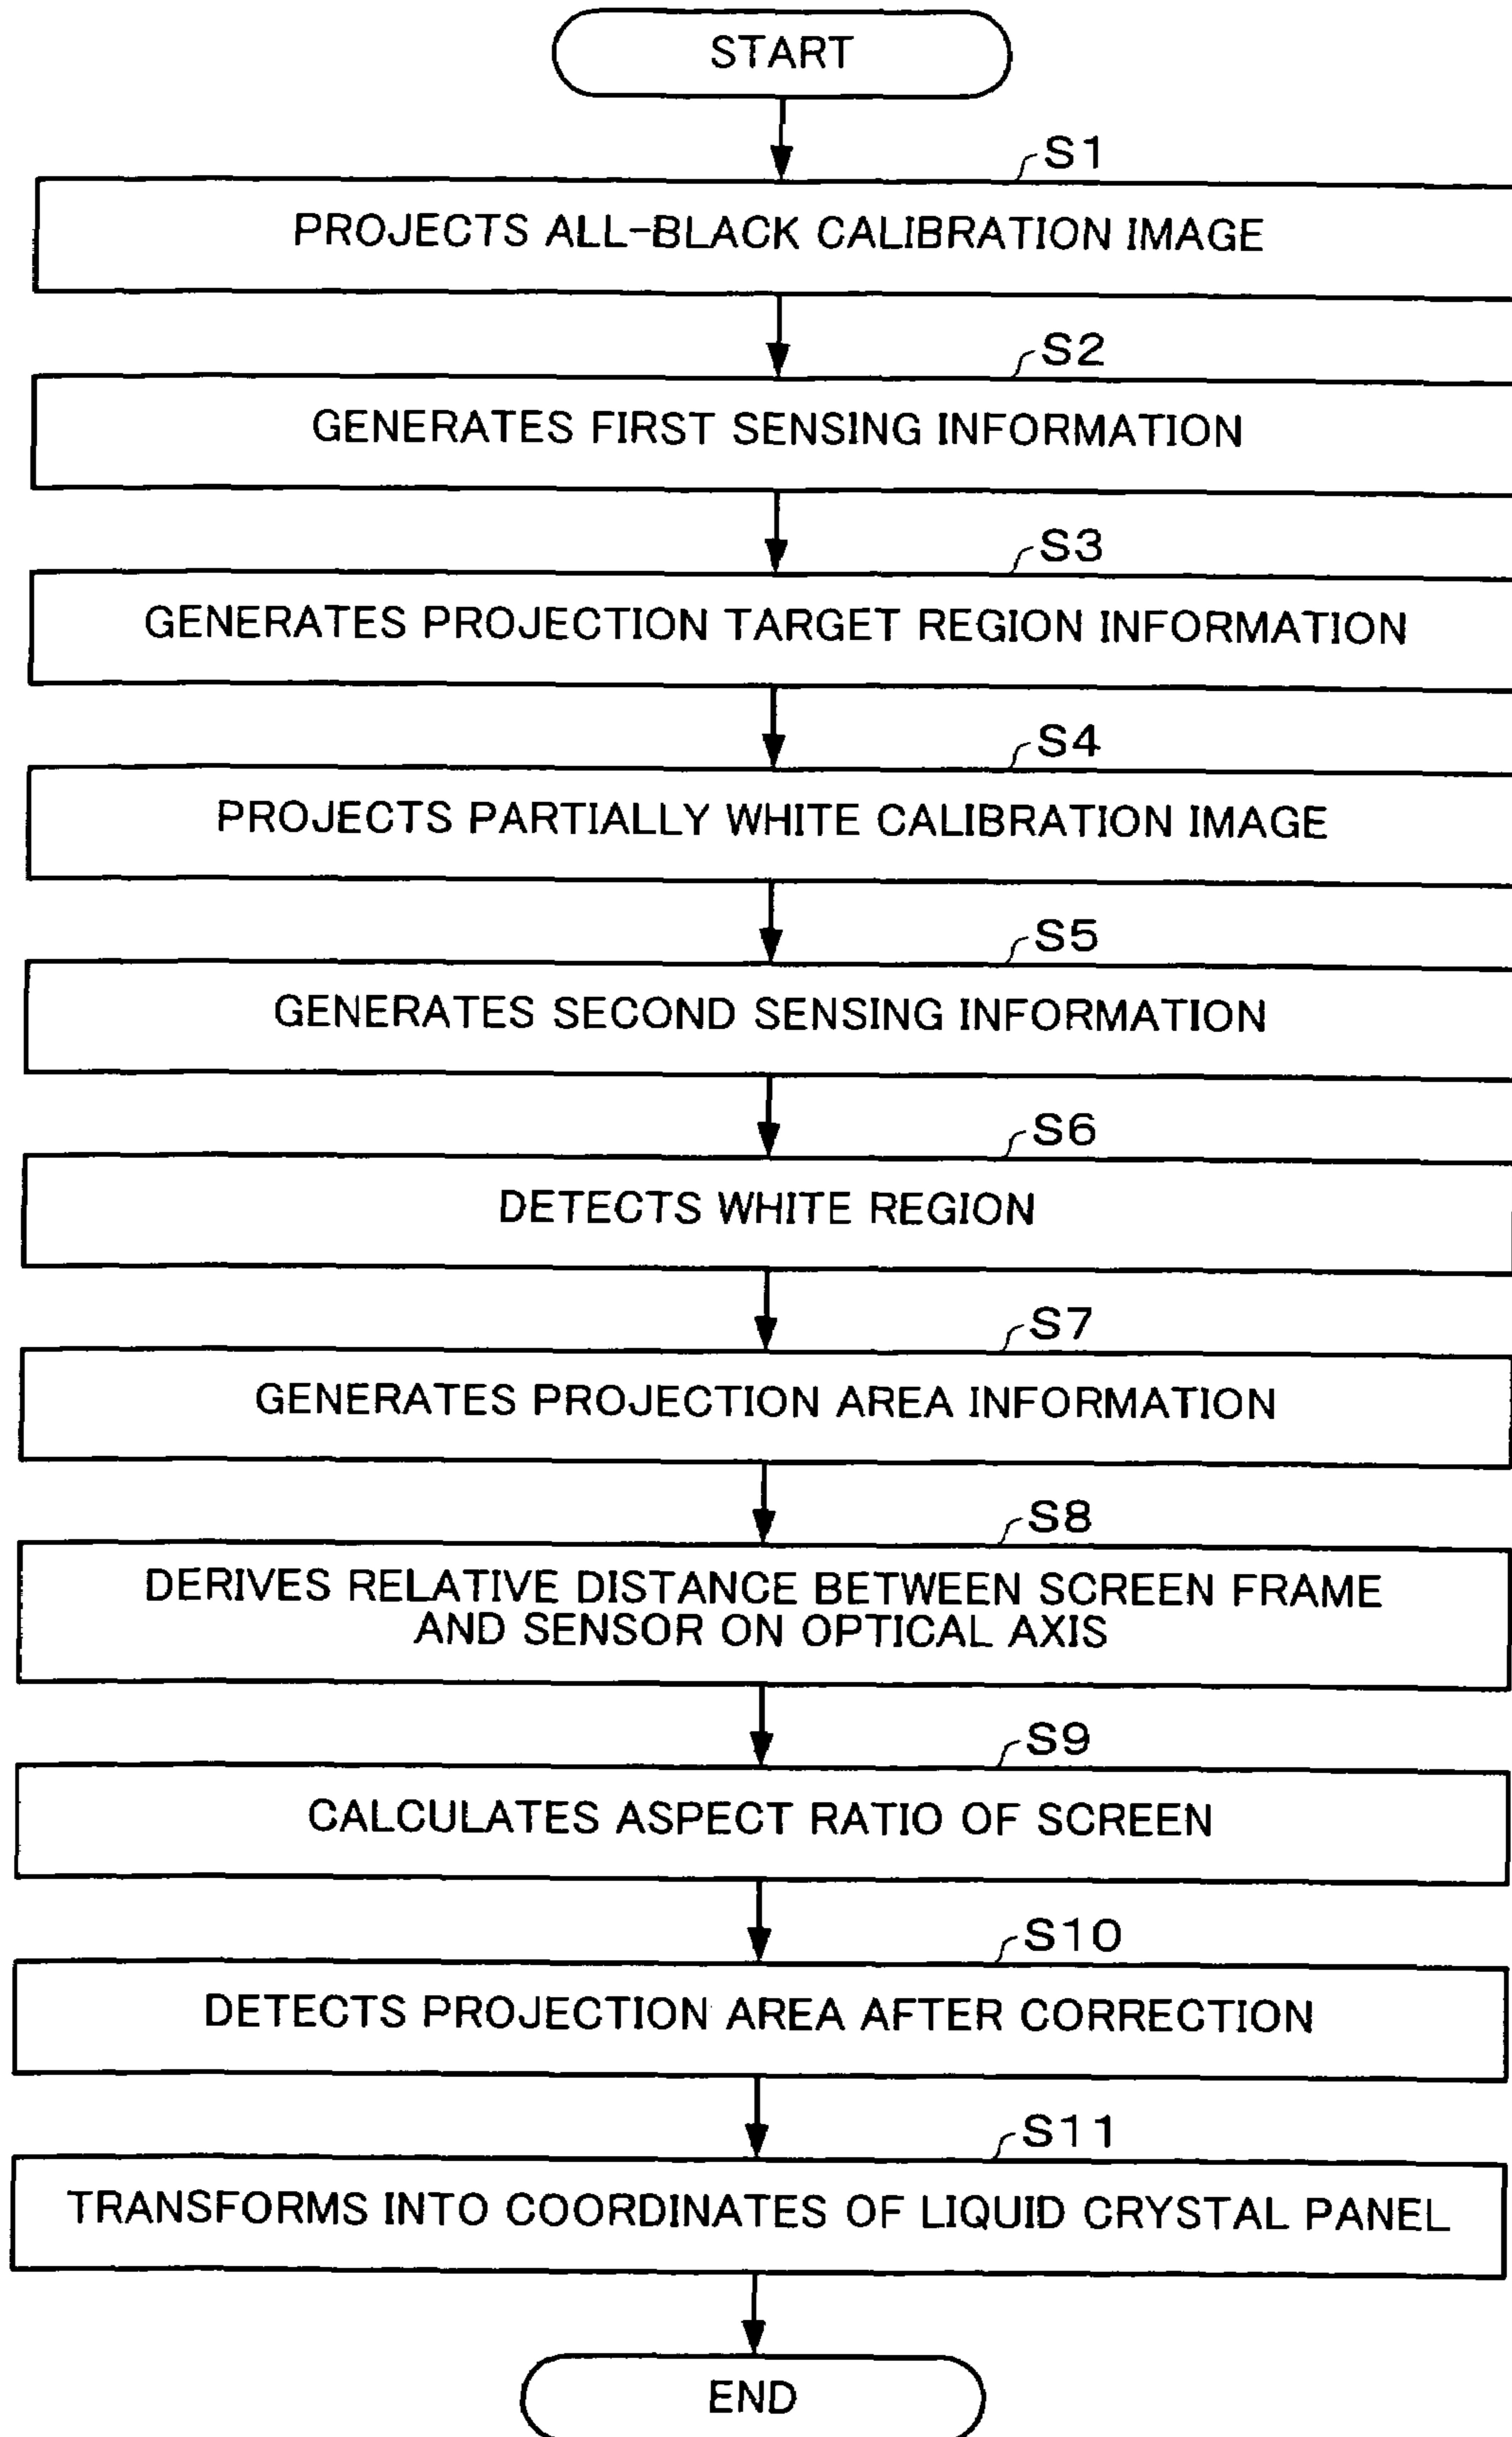 START
S1
PROJECTS ALL-BLACK CALIBRATION IMAGE
S2
GENERATES FIRST SENSING INFORMATION
S3
GENERATES PROJECTION TARGET REGION INFORMATION
S4
PROJECTS PARTIALLY WHITE CALIBRATION IMAGE
S5
GENERATES SECOND SENSING INFORMATION
S6
DETECTS WHITE REGION
S7
GENERATES PROJECTION AREA INFORMATION
S8
DERIVES RELATIVE DISTANCE BETWEEN SCREEN FRAME
AND SENSOR ON OPTICAL AXIS
S9
CALCULATES ASPECT RATIO OF SCREEN
S10
DETECTS PROJECTION AREA AFTER CORRECTION
S11
TRANSFORMS INTO COORDINATES OF LIQUID CRYSTAL PANEL
END